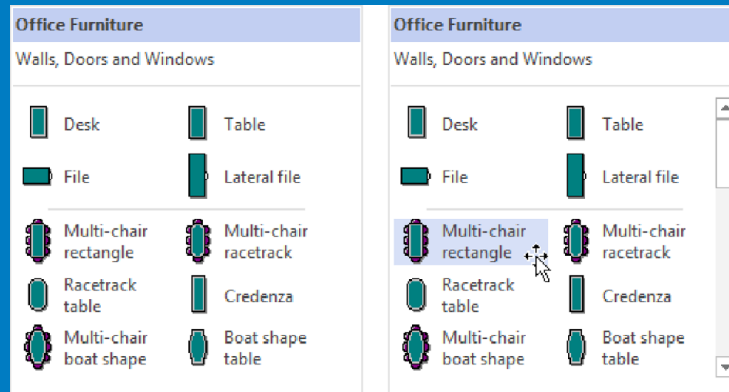 Office Furniture
Walls, Doors and Windows
Desk
Table
File
Lateral file
Multi-chair
rectangle
Multi-chair
racetrack
Racetrack
table
Credenza
Multi-chair
boat shape
Boat shape
table
Office Furniture
Walls, Doors and Windows
Desk
Table
File
Lateral file
Multi-chair
rectangle
Multi-chair
racetrack
Racetrack
table
Credenza
Multi-chair
boat shape
Boat shape
table